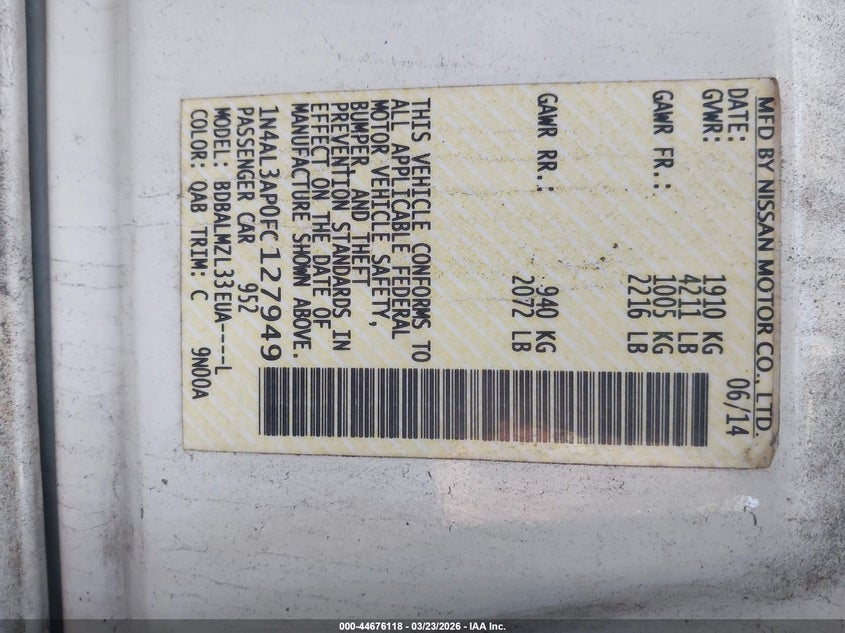 MFD BY NISSAN MOTOR CO., LTD.
DATE: 06/14
GVWR: 1910 KG
4211 LB
GAWR FR.: 1005 KG
2216 LB
GAWR RR.: 940 KG
2072 LB
THIS VEHICLE CONFORMS TO
ALL APPLICABLE FEDERAL
MOTOR VEHICLE SAFETY,
BUMPER, AND THEFT
PREVENTION STANDARDS IN
EFFECT ON THE DATE OF
MANUFACTURE SHOWN ABOVE.
1N4AL3AP0FC127949
PASSENGER CAR 952
MODEL: BDBALMZL33EUA----L
COLOR: QAB TRIM: C 9N00A
000-44676118 - 03/23/2026 - IAA Inc.